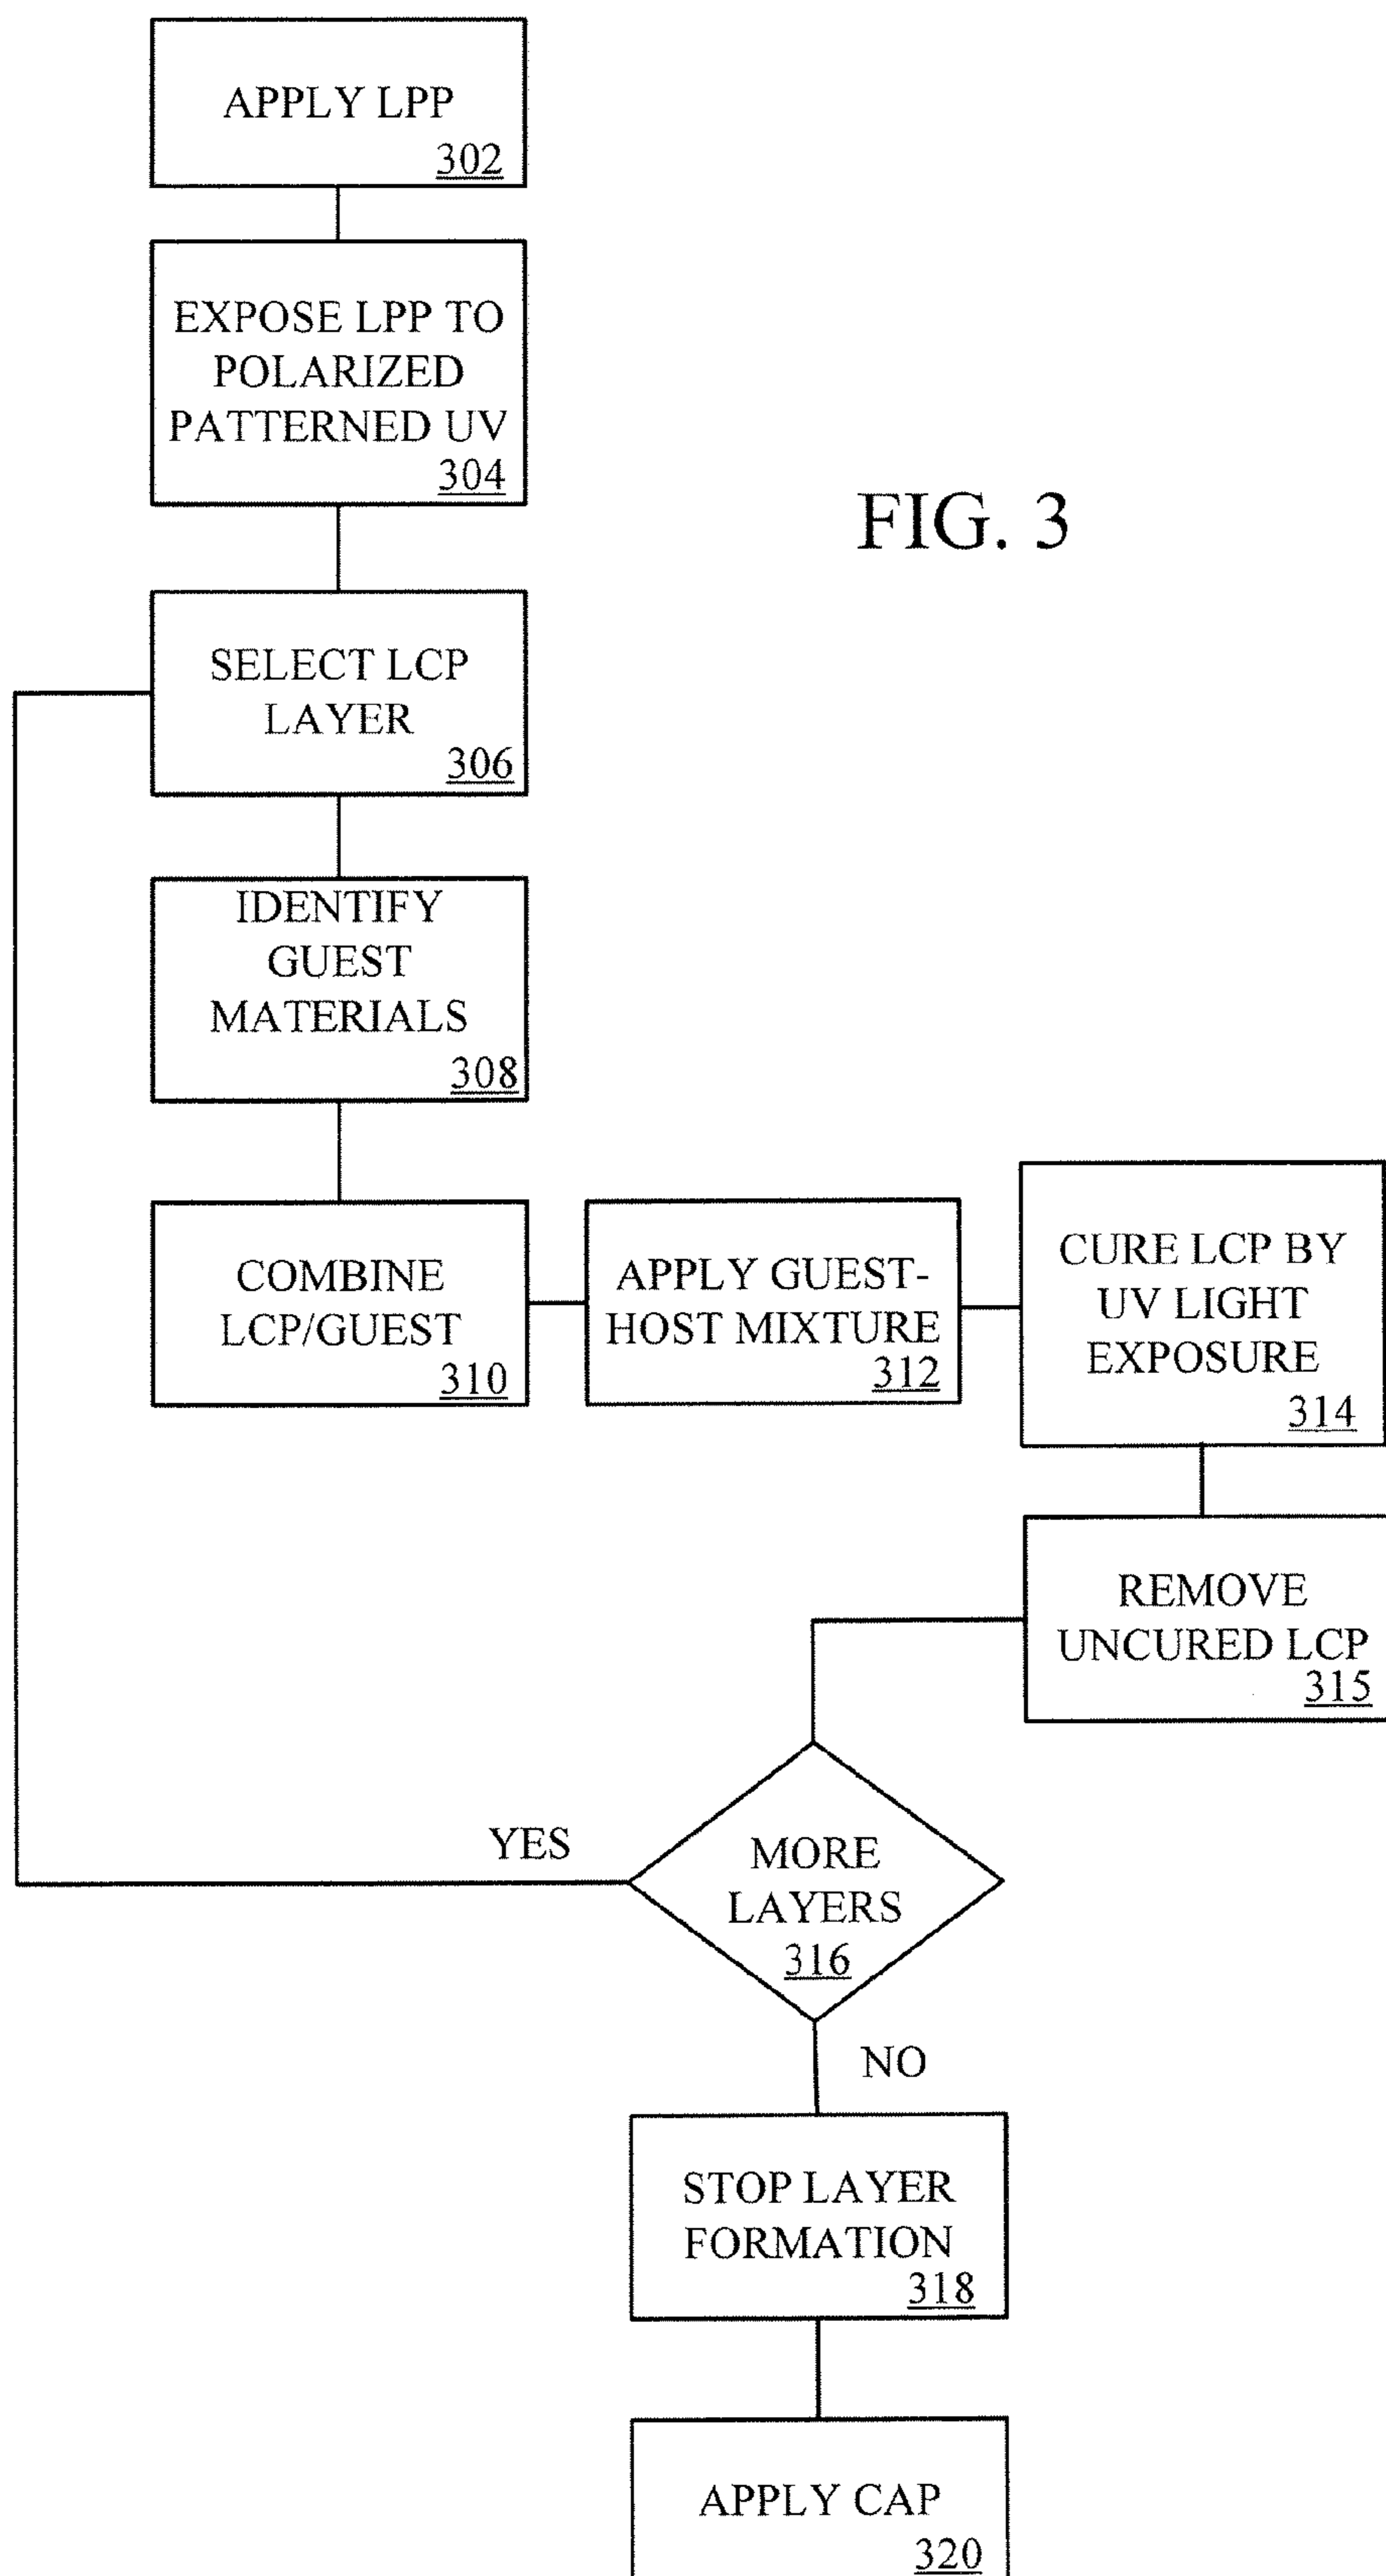 APPLY LPP
302
EXPOSE LPP TO
POLARIZED
PATTERNED UV
304
FIG. 3
SELECT LCP
LAYER
306
IDENTIFY
GUEST
MATERIALS
308
COMBINE
LCP/GUEST
310
APPLY GUEST-
HOST MIXTURE
312
CURE LCP BY
UV LIGHT
EXPOSURE
314
REMOVE
UNCURED LCP
315
MORE
LAYERS
316
YES
NO
STOP LAYER
FORMATION
318
APPLY CAP
320